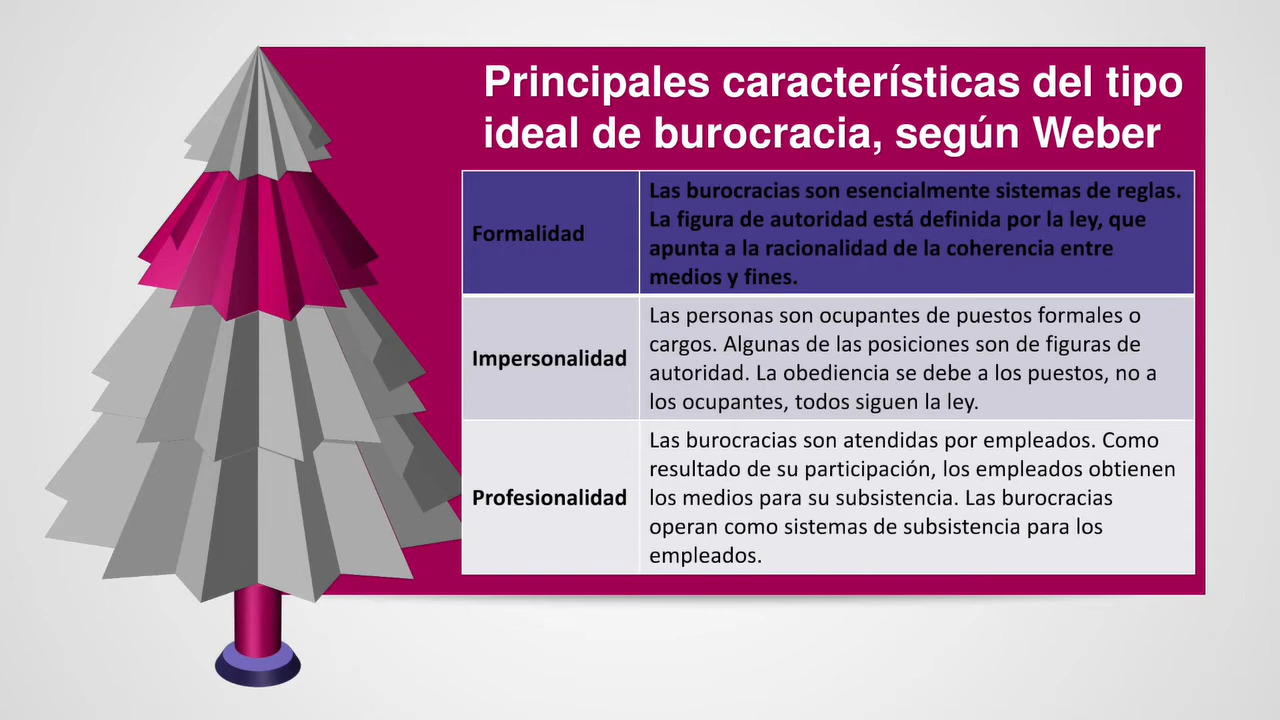 Principales características del tipo
ideal de burocracia, según Weber
Formalidad
Las burocracias son esencialmente sistemas de reglas.
La figura de autoridad está definida por la ley, que
apunta a la racionalidad de la coherencia entre
medios y fines.
Impersonalidad
Las personas son ocupantes de puestos formales o
cargos. Algunas de las posiciones son de figuras de
autoridad. La obediencia se debe a los puestos, no a
los ocupantes, todos siguen la ley.
Profesionalidad
Las burocracias son atendidas por empleados. Como
resultado de su participación, los empleados obtienen
los medios para su subsistencia. Las burocracias
operan como sistemas de subsistencia para los
empleados.